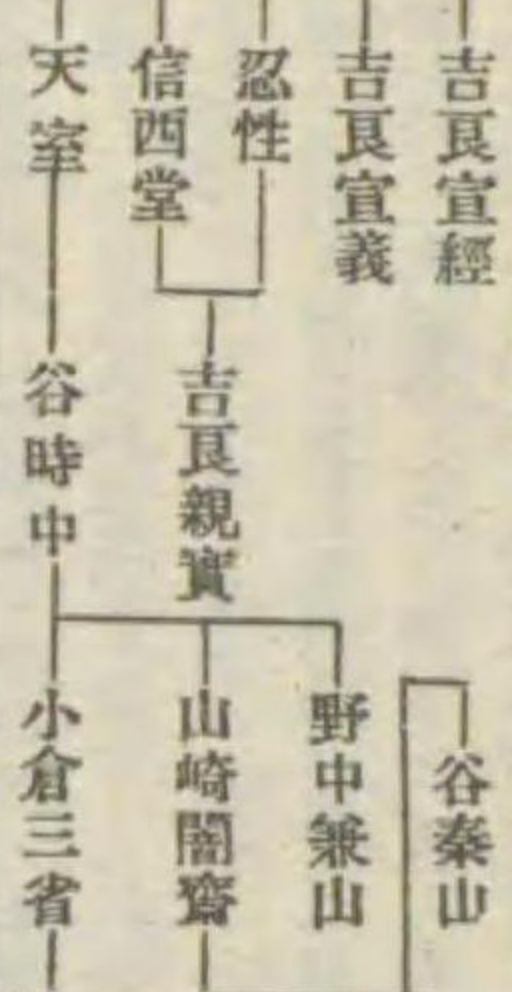 吉良宣經
吉良宣義
忍性
信西堂
天室
吉良親實
谷時中
谷秦山
野中兼山
山崎闇齋
小倉三省